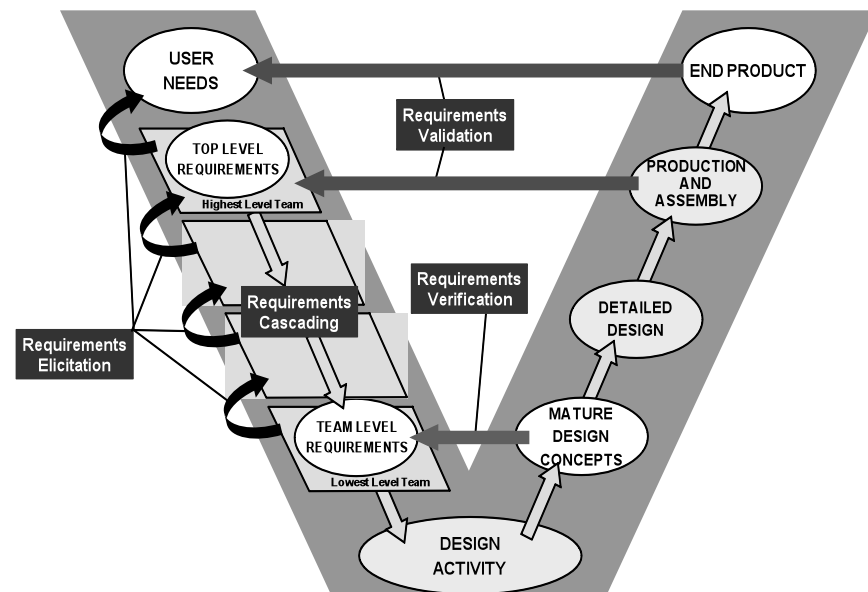 USER
NEEDS
END PRODUCT
Requirements
Validation
TOP LEVEL
REQUIREMENTS
Highest Level Team
PRODUCTION
AND
ASSEMBLY
Requirements
Verification
Requirements
Cascading
DETAILED
DESIGN
Requirements
Elicitation
TEAM LEVEL
REQUIREMENTS
Lowest Level Team
MATURE
DESIGN
CONCEPTS
DESIGN
ACTIVITY